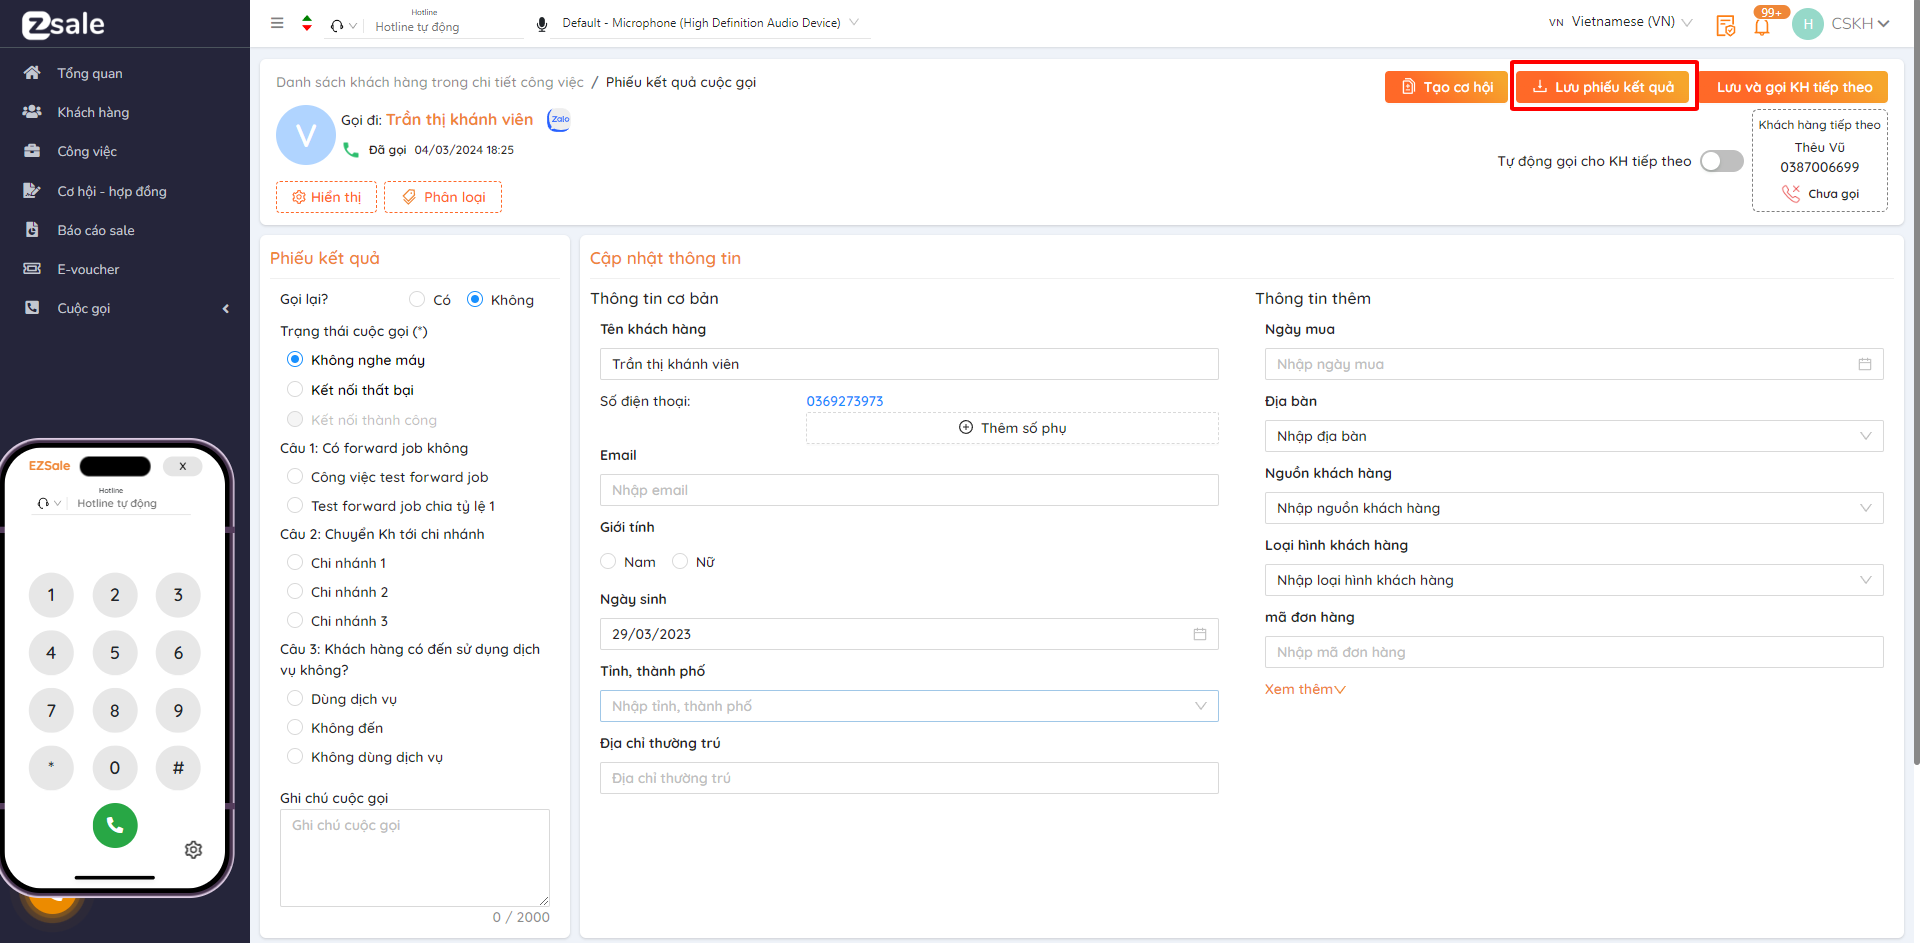 Zsale
Tổng quan
Khách hàng
Công việc
Cơ hội - hợp đồng
Báo cáo sale
E-voucher
Cuộc gọi
EZSale
X
Hotline
Hotline tự động
1 2 3
4 5 6
7 8 9
* 0 #
Hotline
Hotline tự động
Default - Microphone (High Definition Audio Device)
VN Vietnamese (VN)
99+
H
CSKH
Danh sách khách hàng trong chi tiết công việc / Phiếu kết quả cuộc gọi
Tạo cơ hội
Lưu phiếu kết quả
Lưu và gọi KH tiếp theo
V
Gọi đi: Trần thị khánh viên
Zalo
Đã gọi 04/03/2024 18:25
Hiển thị
Phân loại
Tự động gọi cho KH tiếp theo
Khách hàng tiếp theo
Thêu Vũ
0387006699
Chưa gọi
Phiếu kết quả
Gọi lại?
Có
Không
Trạng thái cuộc gọi (*)
Không nghe máy
Kết nối thất bại
Kết nối thành công
Câu 1: Có forward job không
Công việc test forward job
Test forward job chia tỷ lệ 1
Câu 2: Chuyển Kh tới chi nhánh
Chi nhánh 1
Chi nhánh 2
Chi nhánh 3
Câu 3: Khách hàng có đến sử dụng dịch
vụ không?
Dùng dịch vụ
Không đến
Không dùng dịch vụ
Ghi chú cuộc gọi
Ghi chú cuộc gọi
0 / 2000
Cập nhật thông tin
Thông tin cơ bản
Tên khách hàng
Trần thị khánh viên
Số điện thoại:
0369273973
Thêm số phụ
Email
Nhập email
Giới tính
Nam
Nữ
Ngày sinh
29/03/2023
Tỉnh, thành phố
Nhập tỉnh, thành phố
Địa chỉ thường trú
Địa chỉ thường trú
Thông tin thêm
Ngày mua
Nhập ngày mua
Địa bàn
Nhập địa bàn
Nguồn khách hàng
Nhập nguồn khách hàng
Loại hình khách hàng
Nhập loại hình khách hàng
mã đơn hàng
Nhập mã đơn hàng
Xem thêm